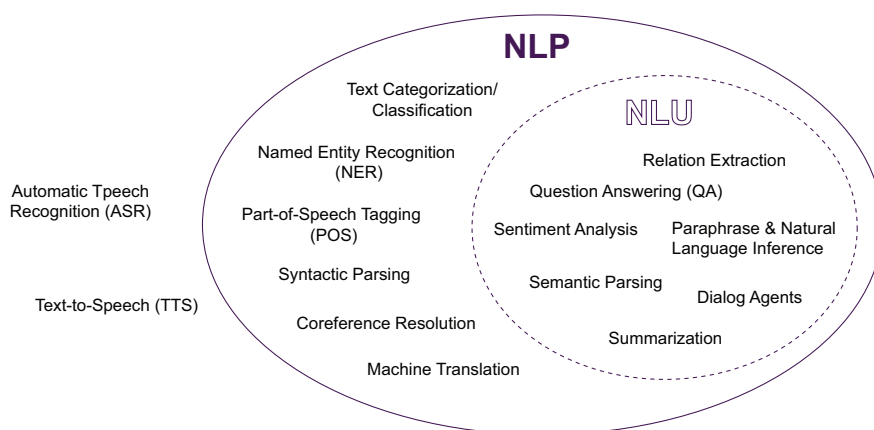 NLP
Text Categorization/
Classification
NLU
Named Entity Recognition
(NER)
Relation Extraction
Automatic Tpeech
Recognition (ASR)
Question Answering (QA)
Part-of-Speech Tagging
(POS)
Sentiment Analysis
Paraphrase & Natural
Language Inference
Syntactic Parsing
Semantic Parsing
Text-to-Speech (TTS)
Dialog Agents
Coreference Resolution
Summarization
Machine Translation